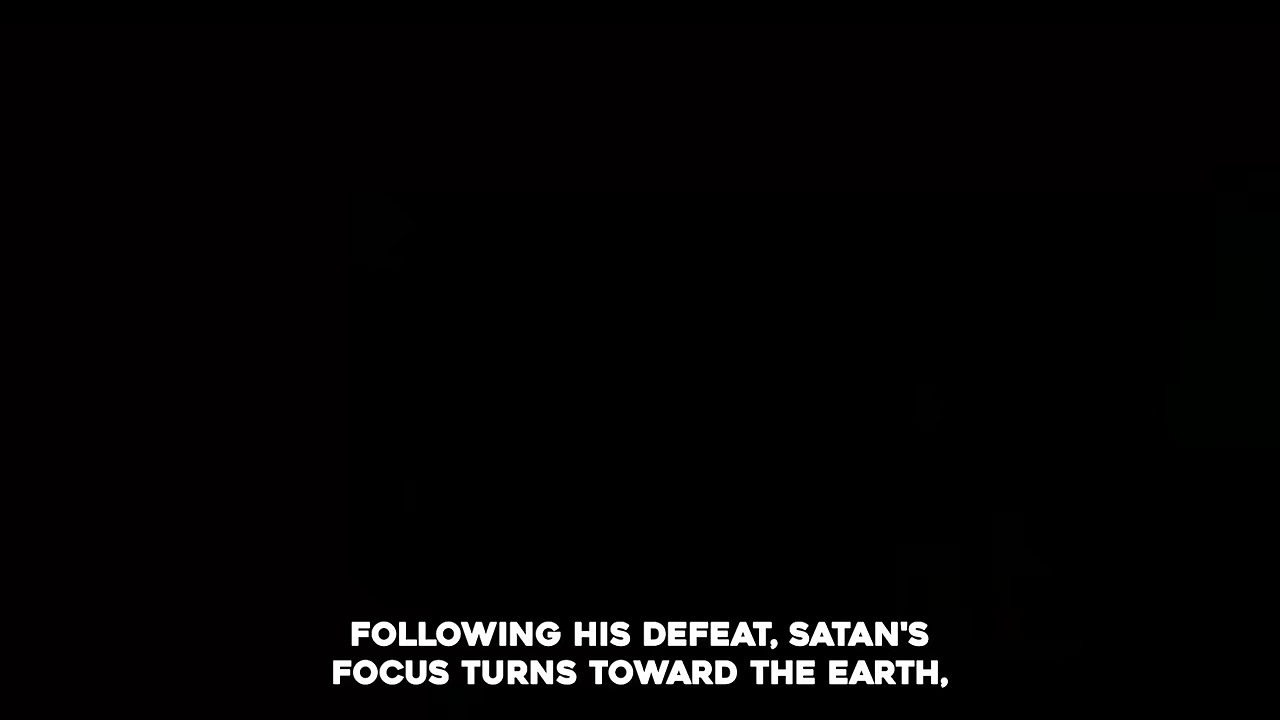 FOLLOWING HIS DEFEAT, SATAN'S
FOCUS TURNS TOWARD THE EARTH,